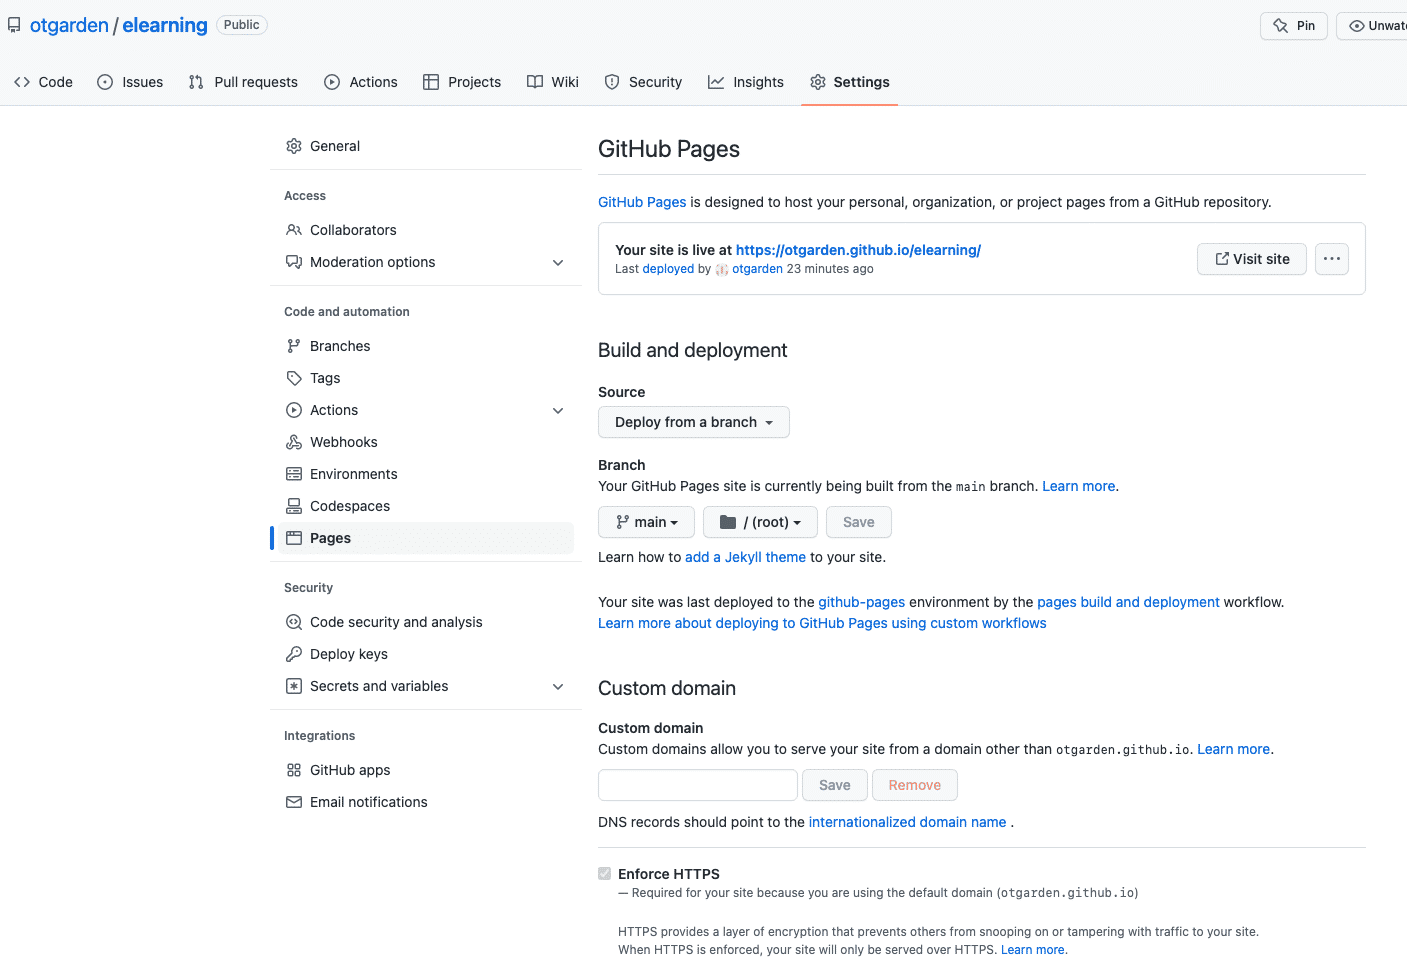 otgarden / elearning Public
Pin
Code Issues Pull requests Actions Projects Wiki Security Insights Settings
General
Access
Collaborators
Moderation options
Code and automation
Branches
Tags
Actions
Webhooks
Environments
Codespaces
Pages
Security
Code security and analysis
Deploy keys
Secrets and variables
Integrations
GitHub apps
Email notifications
GitHub Pages
GitHub Pages is designed to host your personal, organization, or project pages from a GitHub repository.
Your site is live at https://otgarden.github.io/elearning/
Last deployed by otgarden 23 minutes ago
Visit site
Build and deployment
Source
Deploy from a branch
Branch
Your GitHub Pages site is currently being built from the main branch. Learn more.
main / (root) Save
Learn how to add a Jekyll theme to your site.
Your site was last deployed to the github-pages environment by the pages build and deployment workflow.
Learn more about deploying to GitHub Pages using custom workflows
Custom domain
Custom domain
Custom domains allow you to serve your site from a domain other than otgarden.github.io. Learn more.
Save Remove
DNS records should point to the internationalized domain name .
Enforce HTTPS
— Required for your site because you are using the default domain (otgarden.github.io)
HTTPS provides a layer of encryption that prevents others from snooping on or tampering with traffic to your site.
When HTTPS is enforced, your site will only be served over HTTPS. Learn more.